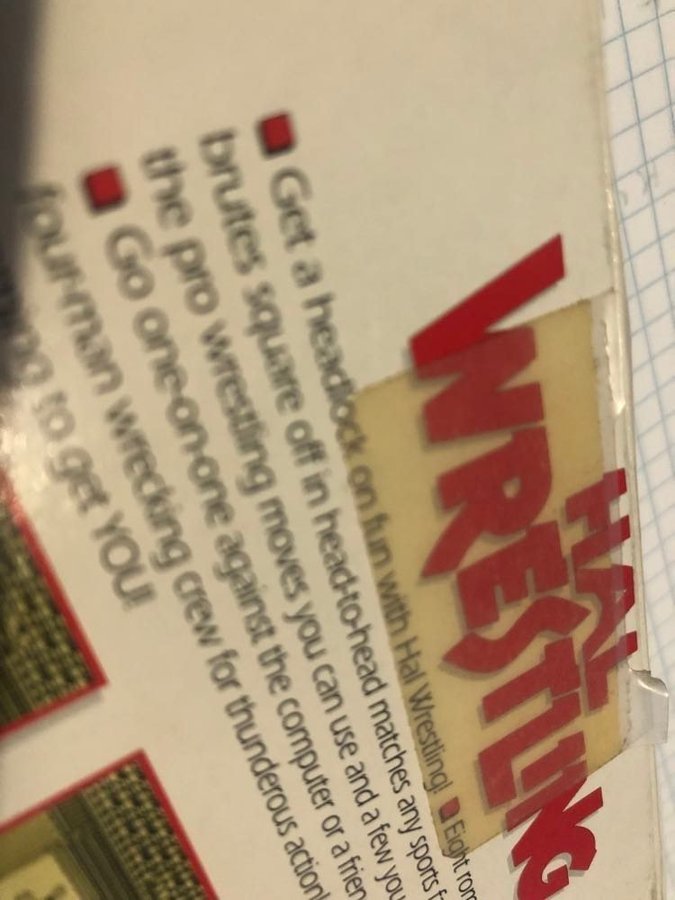 HAL
WRESTLING
■ Get a headlock on fun with Hal Wrestling! ■ Eight
brutes square off in head-to-head matches any sports
the pro wrestling moves you can use and a few you
■ Go one-on-one against the computer or a
four-man wrecking crew for thunderous action!
to get YOU!